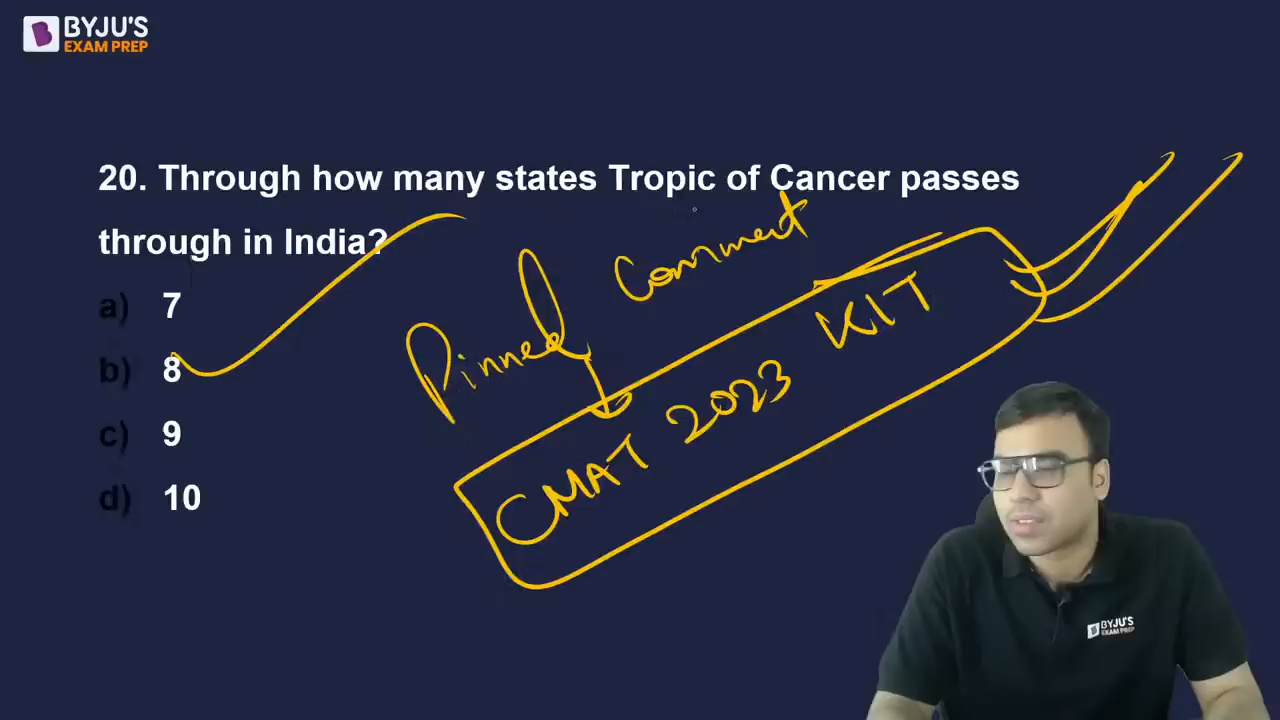 BYJU'S
EXAM PREP
20. Through how many states Tropic of Cancer passes
through in India?
a) 7
b) 8
c) 9
d) 10
Pinned Comment
CMAT 2023 KIT
BYJU'S
EXAM PREP